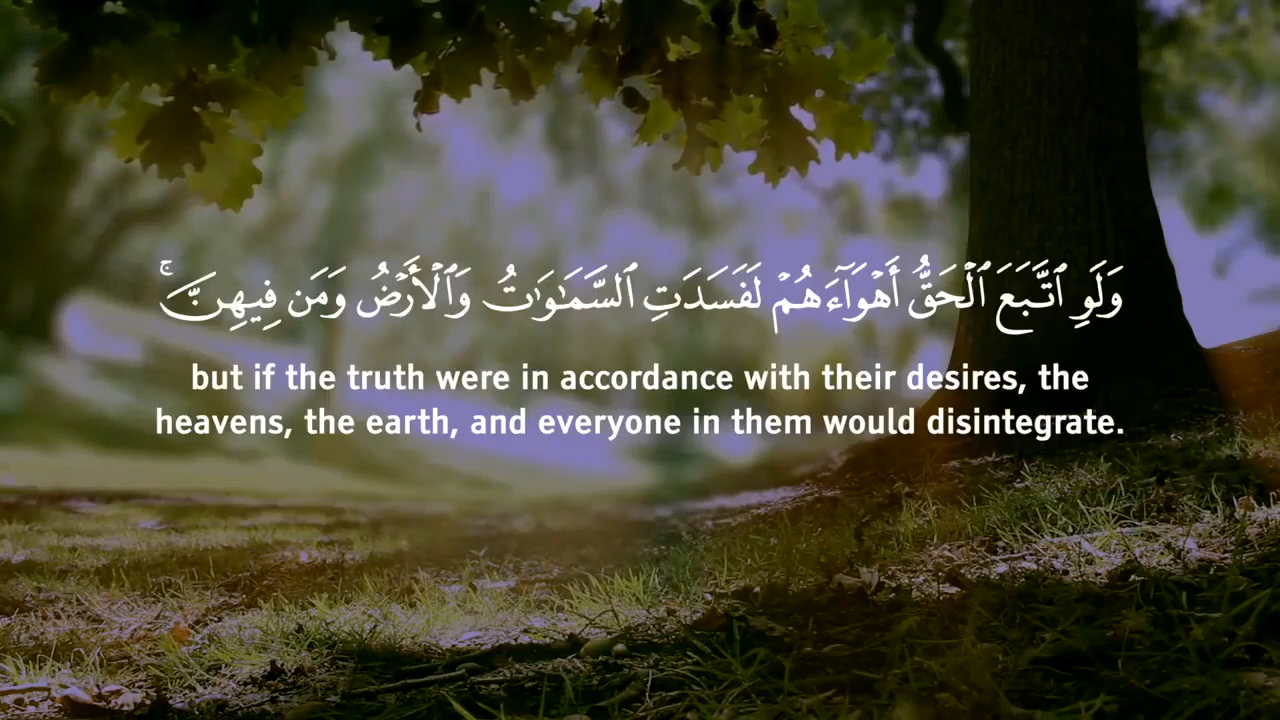 وَلَوِ ٱتَّبَعَ ٱلْحَقُّ أَهْوَآءَهُمْ لَفَسَدَتِ ٱلسَّمَـٰوَٰتُ وَٱلْأَرْضُ وَمَن فِيهِنَّ ۚ
but if the truth were in accordance with their desires, the
heavens, the earth, and everyone in them would disintegrate.